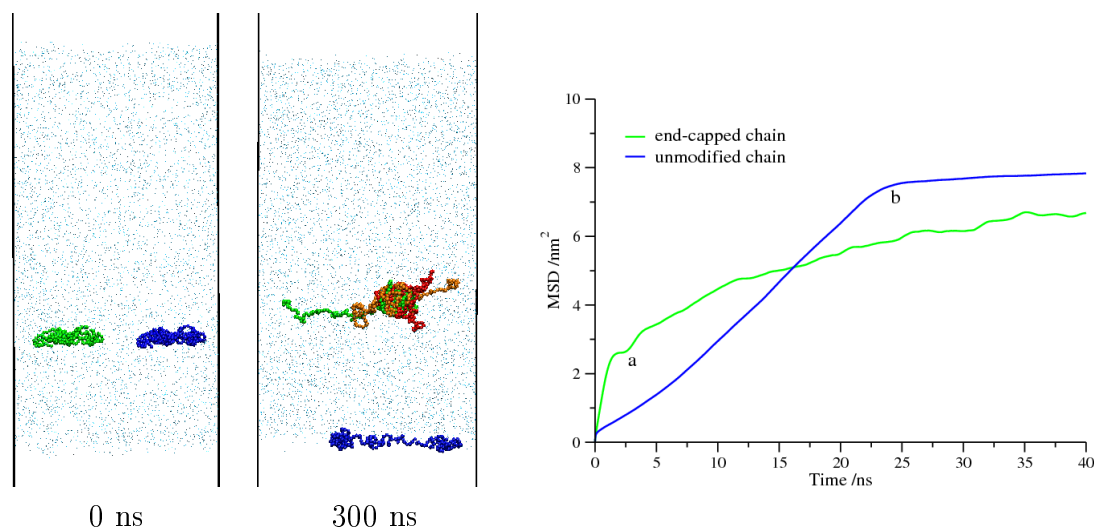 0 ns
300 ns
10
8
6
4
2
0
MSD /nm²
end-capped chain
unmodified chain
a
b
0 5 10 15 20 25 30 35 40
Time /ns